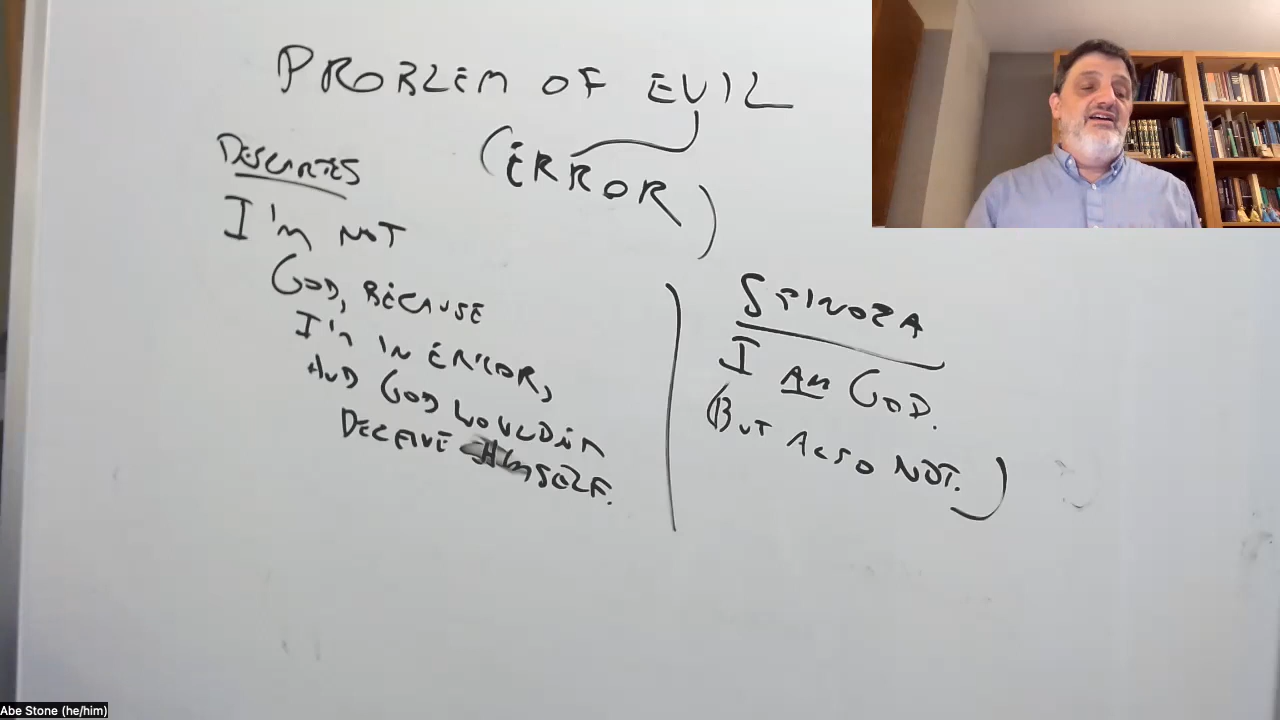 PROBLEM OF EVIL
(ERROR)
DESCARTES
I'M NOT
GOD, BECAUSE
I'M IN ERROR,
AND GOD WOULDN
DECEIVE HIMSELF.
SPINOZA
I AM GOD.
(BUT ALSO NOT.)
Abe Stone (he/him)